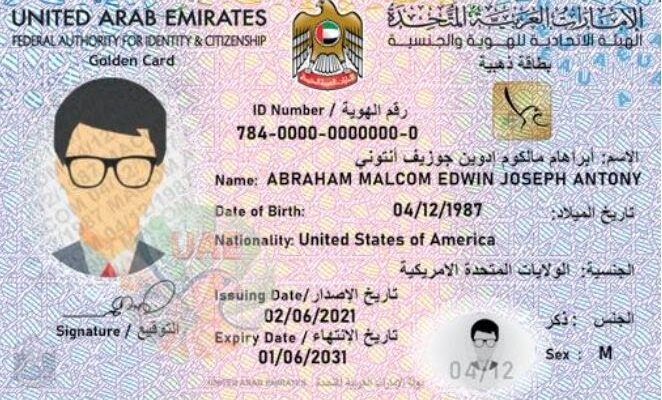 UNITED ARAB EMIRATES
الإمارات العربية المتحدة
FEDERAL AUTHORITY FOR IDENTITY & CITIZENSHIP
الهيئة الاتحادية للهوية والجنسية
Golden Card
بطاقة ذهبية
ID Number / رقم الهوية
784-0000-0000000-0
الاسم: أبراهام مالكوم إدوين جوزيف أنتوني
Name: ABRAHAM MALCOM EDWIN JOSEPH ANTONY
Date of Birth: 04/12/1987 تاريخ الميلاد:
Nationality: United States of America
الجنسية: الولايات المتحدة الامريكية
Issuing Date/ تاريخ الإصدار
02/06/2021
Expiry Date / تاريخ الانتهاء
01/06/2031
الجنس: ذكر
Sex: M
Signature / التوقيع
04/12
UNITED ARAB EMIRATES دولة الإمارات العربية المتحدة